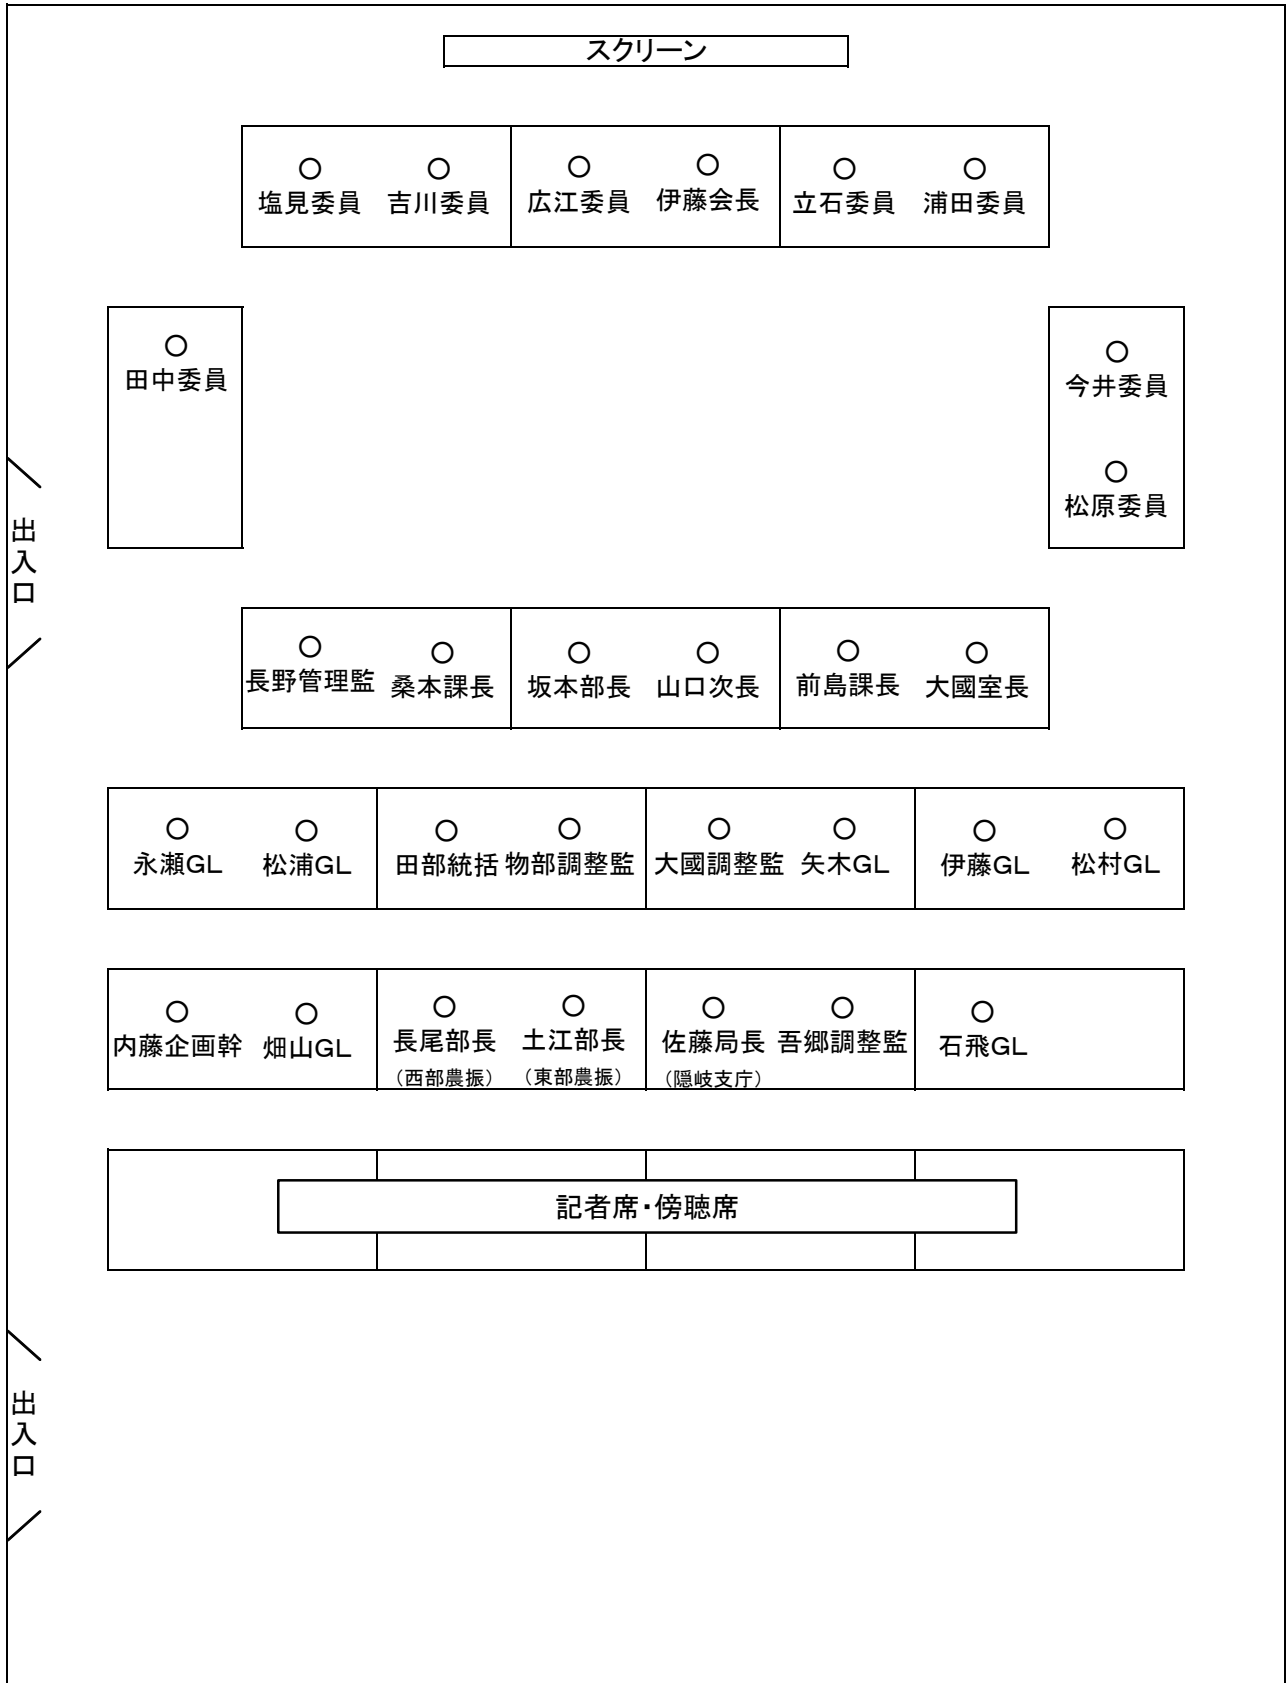 スクリーン
○ ○ ○ ○ ○ ○
塩見委員 吉川委員 広江委員 伊藤会長 立石委員 浦田委員
○
田中委員
○
今井委員
○
松原委員
出入口
○ ○ ○ ○ ○ ○
長野管理監 桑本課長 坂本部長 山口次長 前島課長 大國室長
○ ○ ○ ○ ○ ○ ○ ○
永瀬GL 松浦GL 田部統括 物部調整監 大國調整監 矢木GL 伊藤GL 松村GL
○ ○ ○ ○ ○ ○ ○
内藤企画幹 畑山GL 長尾部長 土江部長 佐藤局長 吾郷調整監 石飛GL
（西部農振） （東部農振） （隠岐支庁）
記者席・傍聴席
出入口